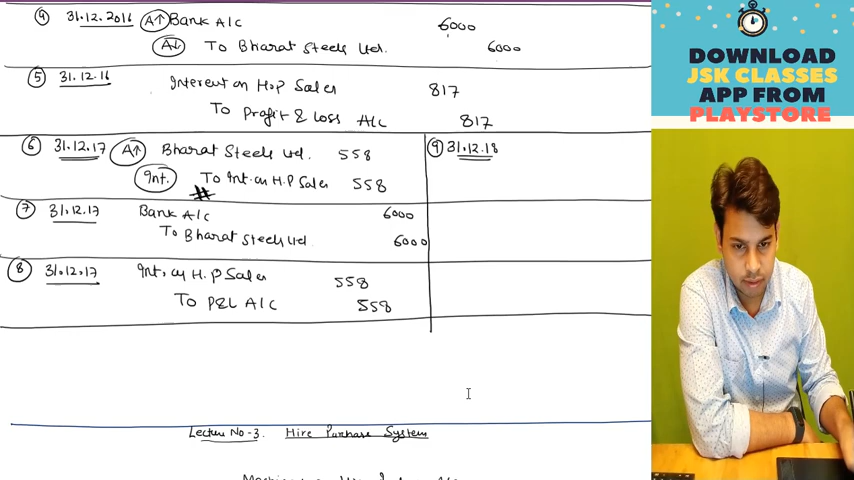 4 31.12.2016 A↑ Bank A/c 6000
A↓ To Bharat Steels Ltd. 6000
5 31.12.16 Interest on H.P Sales 817
To Profit & Loss A/c 817
6 31.12.17 A↑ Bharat Steels Ltd. 558
Int. To Int. on H.P Sales 558
#
7 31.12.17 Bank A/c 6000
To Bharat Steels Ltd. 6000
8 31.12.17 Int. on H.P Sales 558
To P&L A/c 558
9 31.12.18
Lecture No-3. Hire Purchase System
DOWNLOAD
JSK CLASSES
APP FROM
PLAYSTORE